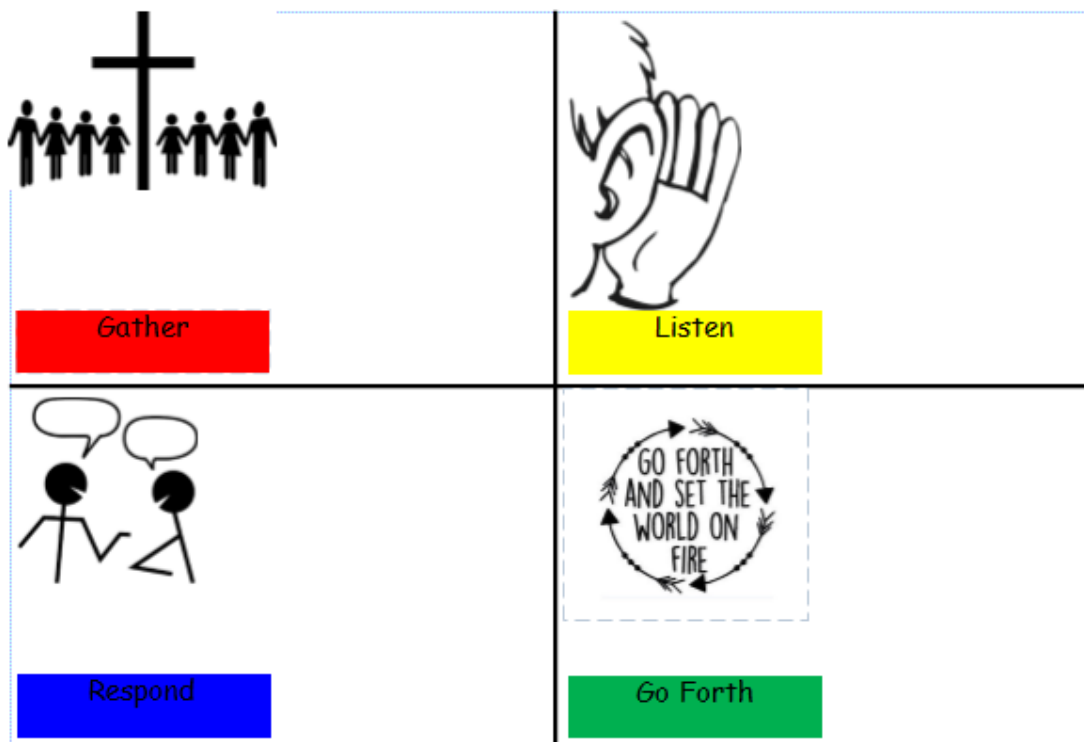 Gather
Listen
Respond
GO FORTH
AND SET THE
WORLD ON
FIRE
Go Forth